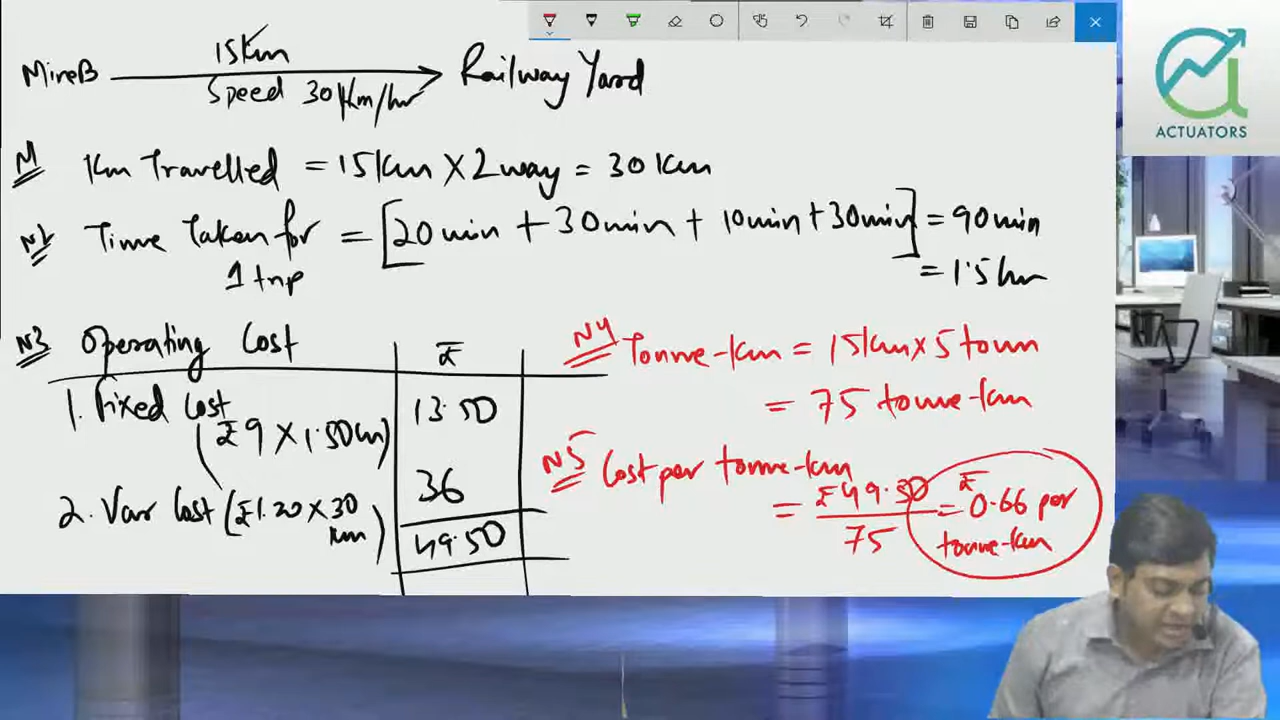 15km
MineB → Railway Yard
Speed 30 km/hr
N1 Km Travelled = 15km X 2way = 30 km
N2 Time Taken for 1 trip = [20 min + 30 min + 10 min + 30 min] = 90 min
= 1.5 hr
N3 Operating Cost ₹
1. Fixed Cost 13.50
(₹9 X 1.50 )
2. Var Cost (₹1.20 X 30 km) 36
49.50
N4 Tonne-km = 15km X 5 tonn
= 75 tonne-km
N5 Cost per tonne-km
= ₹49.50 / 75 = ₹0.66 per tonne-km
ACTUATORS